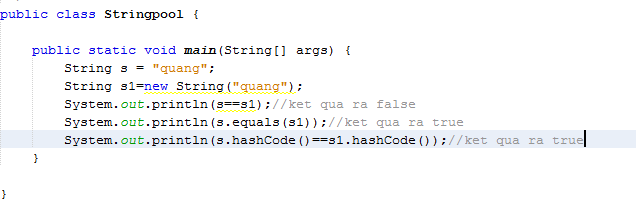 public class Stringpool {
public static void main(String[] args) {
String s = "quang";
String s1=new String("quang");
System.out.println(s==s1);//ket qua ra false
System.out.println(s.equals(s1));//ket qua ra true
System.out.println(s.hashCode()==s1.hashCode());//ket qua ra true
}
}